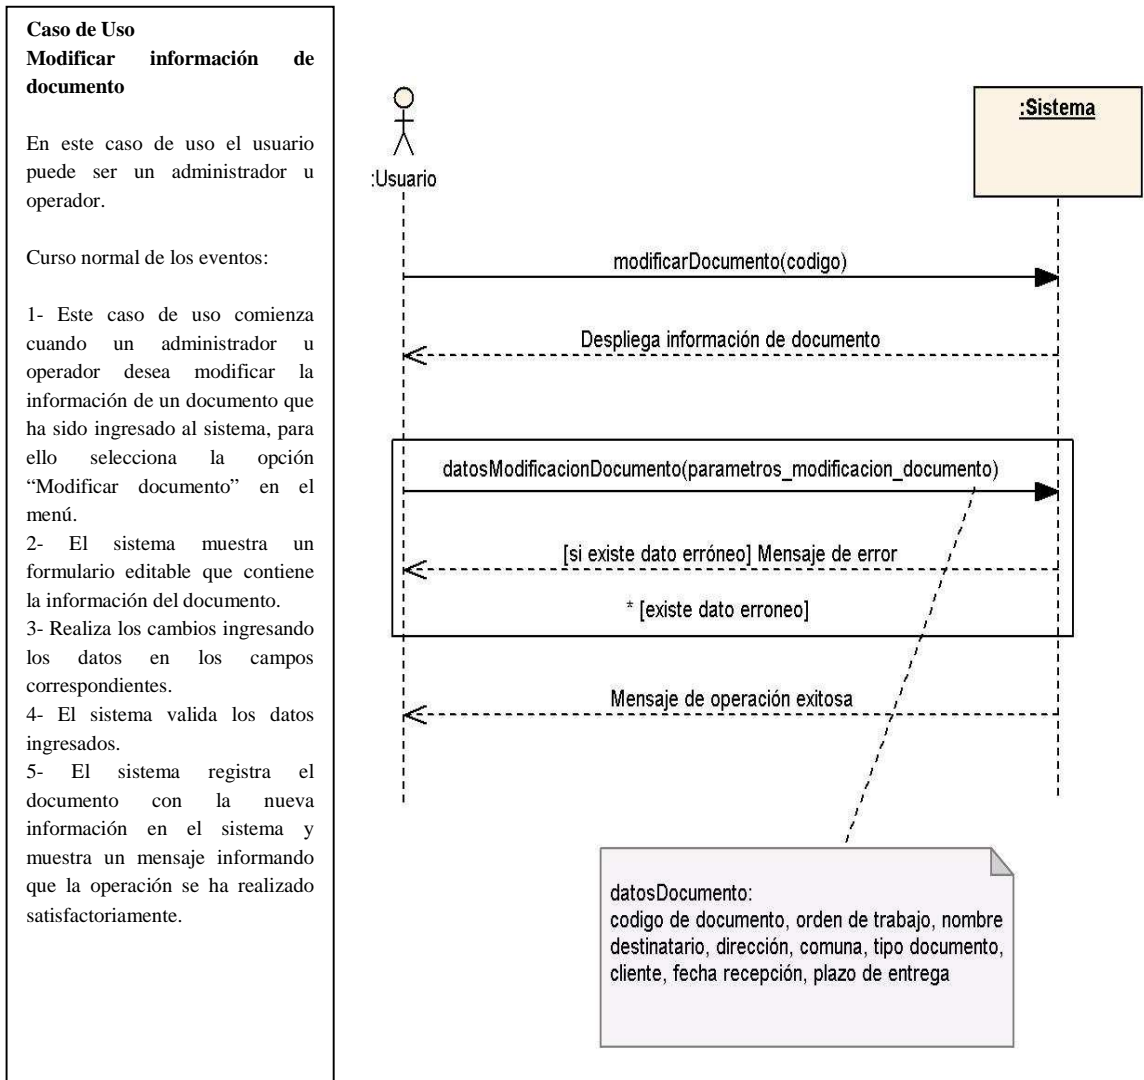 Caso de Uso
Modificar información de
documento
En este caso de uso el usuario
puede ser un administrador u
operador.
Curso normal de los eventos:
1- Este caso de uso comienza
cuando un administrador u
operador desea modificar la
información de un documento que
ha sido ingresado al sistema, para
ello selecciona la opción
“Modificar documento” en el
menú.
2- El sistema muestra un
formulario editable que contiene
la información del documento.
3- Realiza los cambios ingresando
los datos en los campos
correspondientes.
4- El sistema valida los datos
ingresados.
5- El sistema registra el
documento con la nueva
información en el sistema y
muestra un mensaje informando
que la operación se ha realizado
satisfactoriamente.
:Usuario
:Sistema
modificarDocumento(codigo)
Despliega información de documento
datosModificacionDocumento(parametros_modificacion_documento)
[si existe dato erróneo] Mensaje de error
* [existe dato erroneo]
Mensaje de operación exitosa
datosDocumento:
codigo de documento, orden de trabajo, nombre
destinatario, dirección, comuna, tipo documento,
cliente, fecha recepción, plazo de entrega